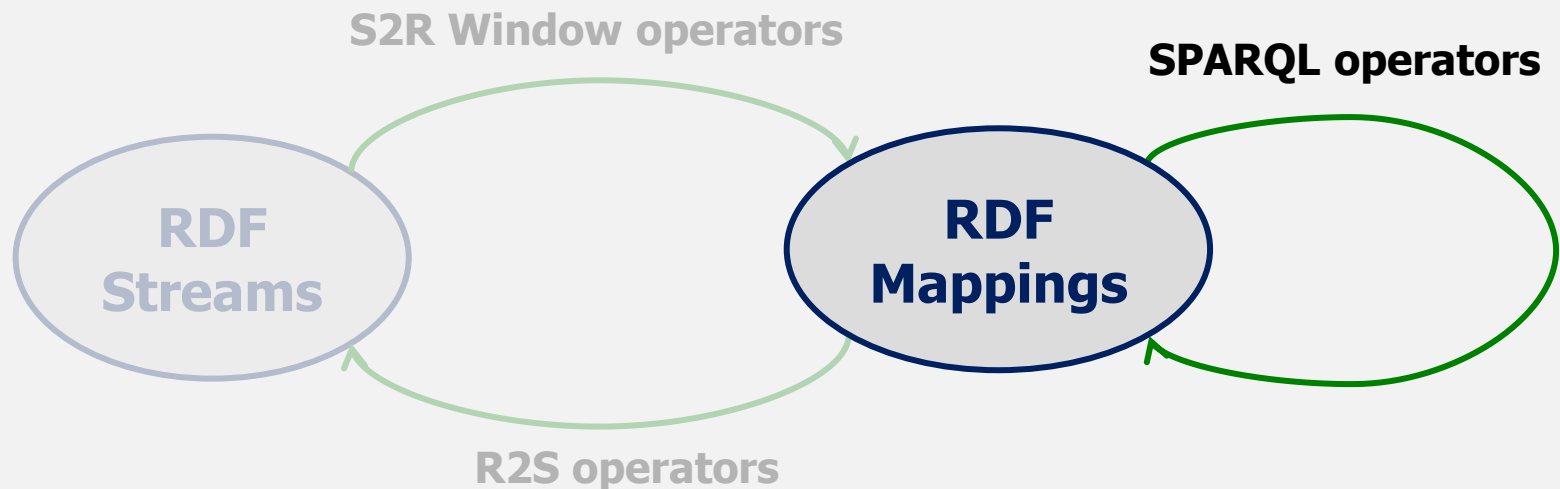 S2R Window operators
SPARQL operators
RDF
Streams
RDF
Mappings
R2S operators